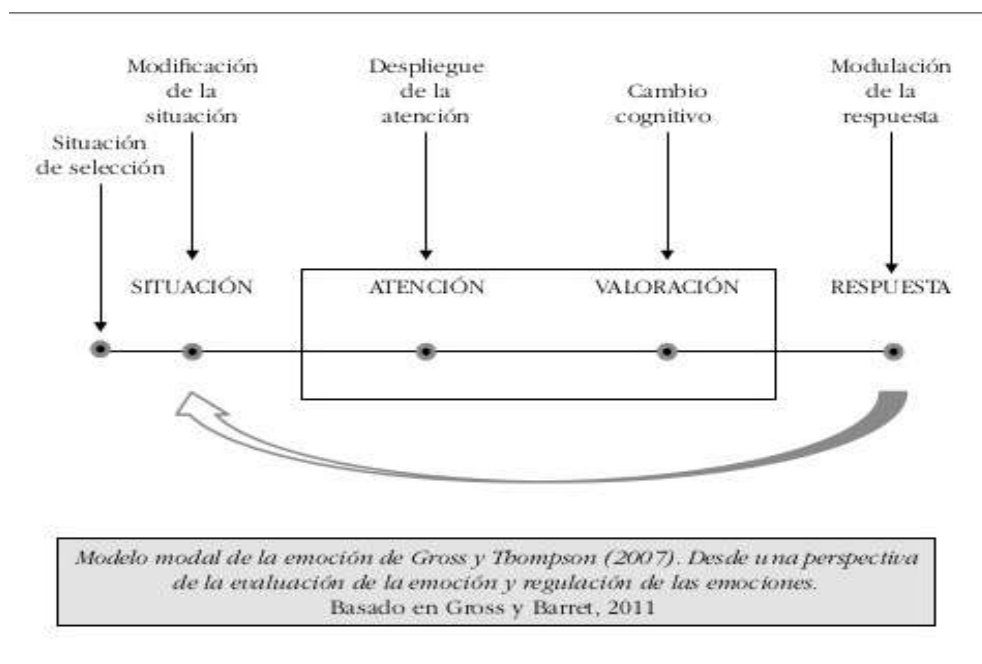 Situación
de selección
Modificación
de la
situación
Despliegue
de la
atención
Cambio
cognitivo
Modulación
de la
respuesta
SITUACIÓN
ATENCIÓN
VALORACIÓN
RESPUESTA
Modelo modal de la emoción de Gross y Thompson (2007). Desde una perspectiva
de la evaluación de la emoción y regulación de las emociones.
Basado en Gross y Barret, 2011